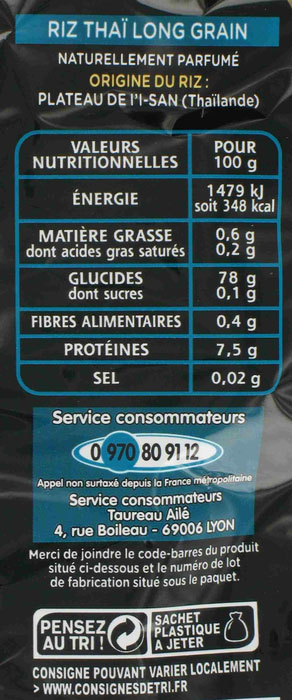 RIZ THAÏ LONG GRAIN
NATURELLEMENT PARFUMÉ
ORIGINE DU RIZ :
PLATEAU DE l'I-SAN (Thaïlande)
VALEURS NUTRITIONNELLES POUR 100 g
ÉNERGIE 1479 kJ soit 348 kcal
MATIÈRE GRASSE 0,6 g
dont acides gras saturés 0,2 g
GLUCIDES 78 g
dont sucres 0,1 g
FIBRES ALIMENTAIRES 0,4 g
PROTÉINES 7,5 g
SEL 0,02 g
Service consommateurs
0 970 80 91 12
Appel non surtaxé depuis la France métropolitaine
Service consommateurs
Taureau Ailé
4, rue Boileau - 69006 LYON
Merci de joindre le code-barres du produit
situé ci-dessous et le numéro de lot
de fabrication situé sous le paquet.
PENSEZ AU TRI !
SACHET PLASTIQUE À JETER
CONSIGNE POUVANT VARIER LOCALEMENT
> WWW.CONSIGNESDETRI.FR